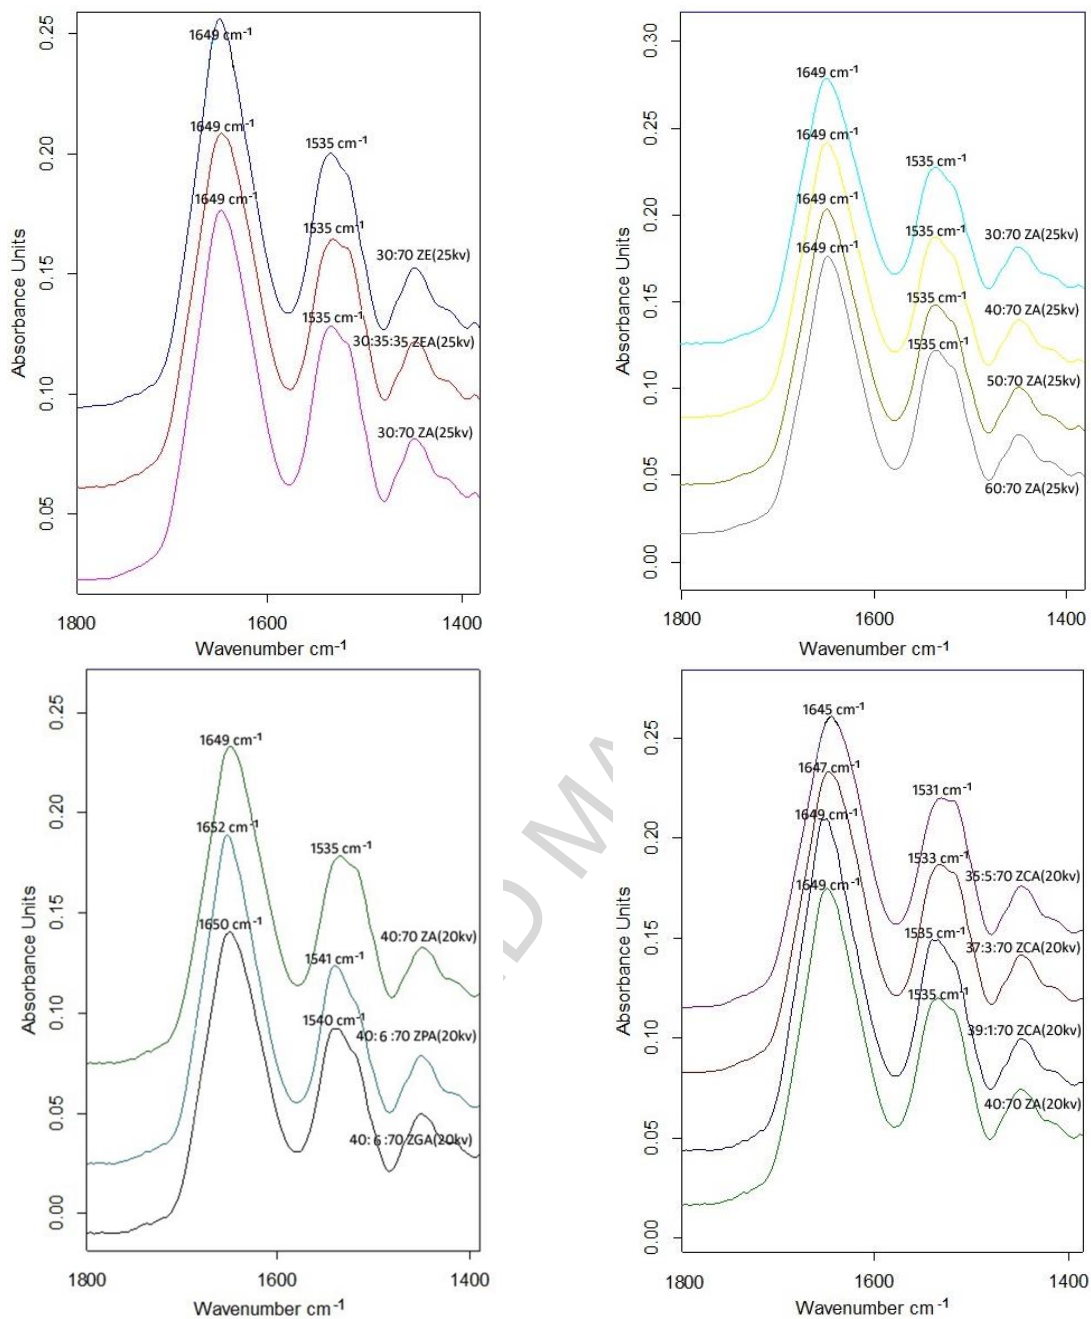 0.25
0.20
0.15
0.10
0.05
Absorbance Units
1649 cm-1
1649 cm-1
1649 cm-1
1535 cm-1
1535 cm-1
1535 cm-1
30:70 ZE(25kv)
30:35:35 ZEA(25kv)
30:70 ZA(25kv)
1800 1600 1400
Wavenumber cm-1
0.30
0.25
0.20
0.15
0.10
0.05
0.00
Absorbance Units
1649 cm-1
1649 cm-1
1649 cm-1
1649 cm-1
1535 cm-1
1535 cm-1
1535 cm-1
1535 cm-1
30:70 ZA(25kv)
40:70 ZA(25kv)
50:70 ZA(25kv)
60:70 ZA(25kv)
1800 1600 1400
Wavenumber cm-1
0.25
0.20
0.15
0.10
0.05
0.00
Absorbance Units
1649 cm-1
1652 cm-1
1650 cm-1
1535 cm-1
1541 cm-1
1540 cm-1
40:70 ZA(20kv)
40:6:70 ZPA(20kv)
40:6:70 ZGA(20kv)
1800 1600 1400
Wavenumber cm-1
0.25
0.20
0.15
0.10
0.05
0.00
Absorbance Units
1645 cm-1
1647 cm-1
1649 cm-1
1649 cm-1
1531 cm-1
1533 cm-1
1535 cm-1
1535 cm-1
35:5:70 ZCA(20kv)
37:3:70 ZCA(20kv)
39:1:70 ZCA(20kv)
40:70 ZA(20kv)
1800 1600 1400
Wavenumber cm-1